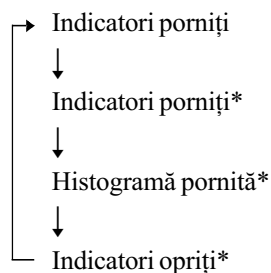 Indicatori porniți
Indicatori porniți*
Histogramă pornită*
Indicatori opriți*